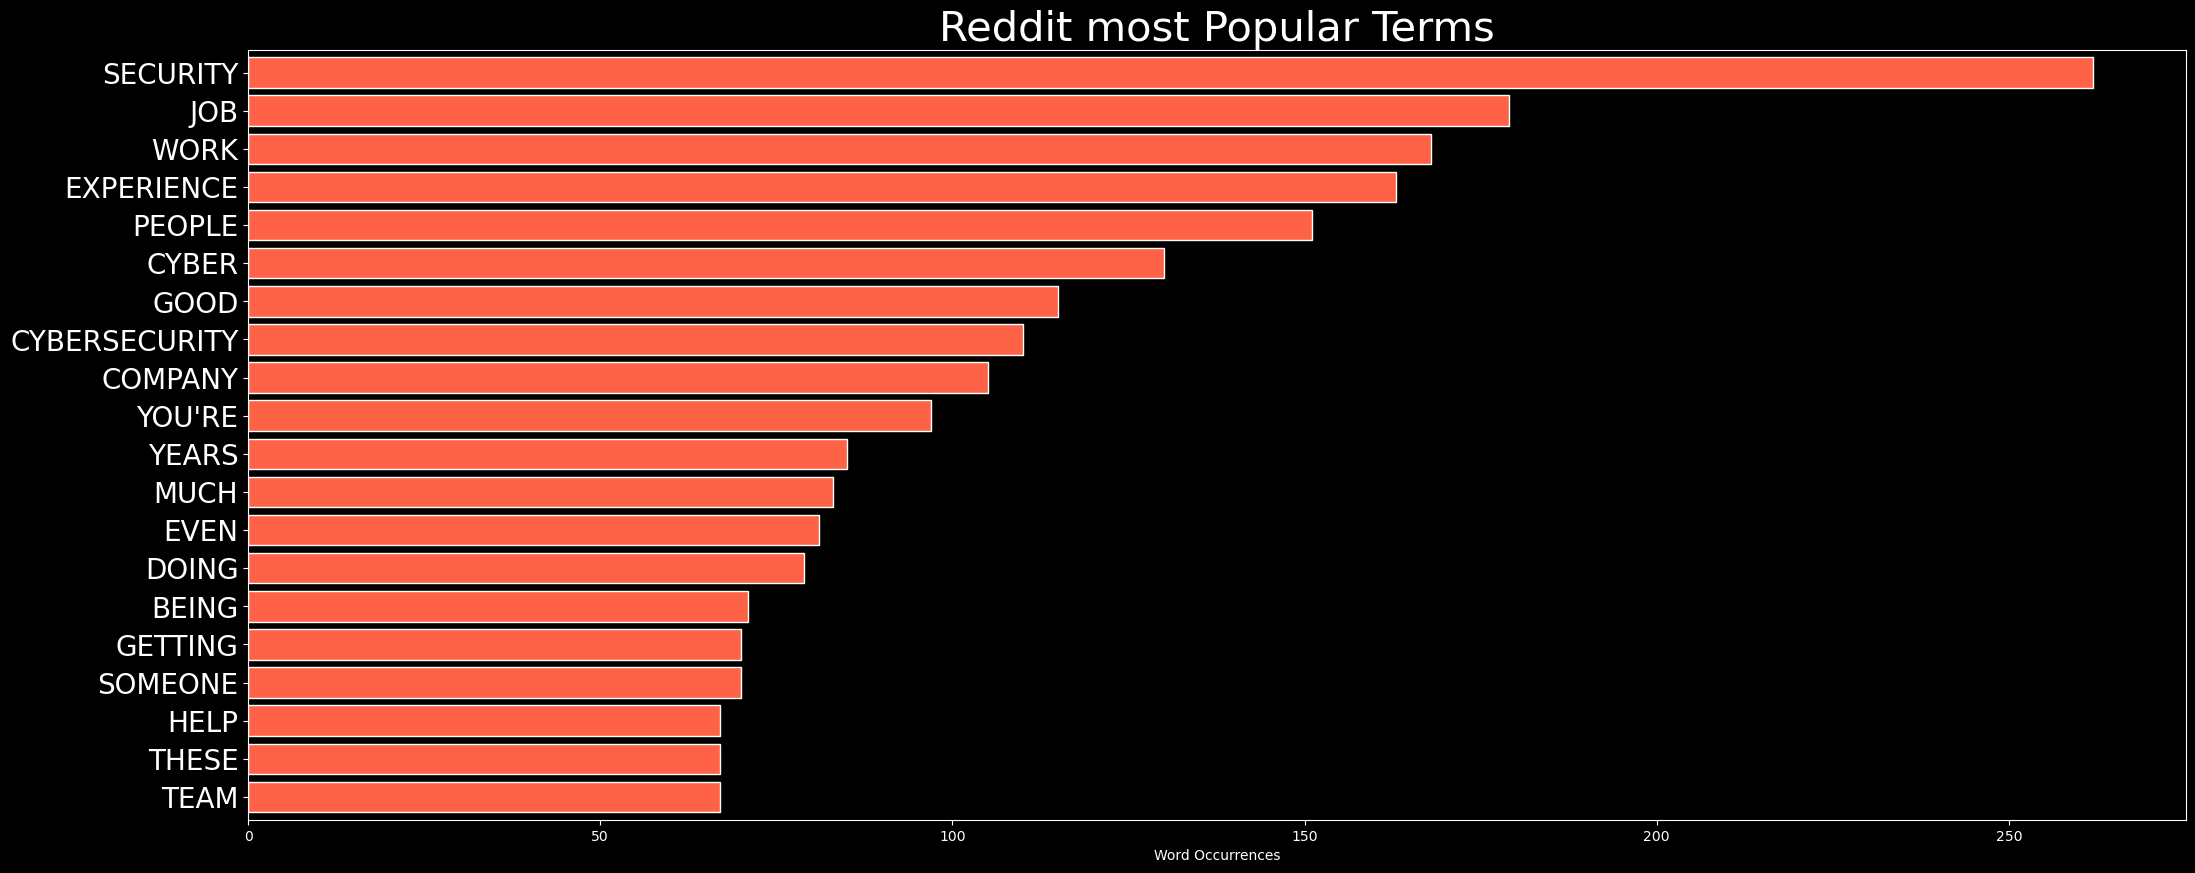 Reddit most Popular Terms
SECURITY
JOB
WORK
EXPERIENCE
PEOPLE
CYBER
GOOD
CYBERSECURITY
COMPANY
YOU'RE
YEARS
MUCH
EVEN
DOING
BEING
GETTING
SOMEONE
HELP
THESE
TEAM
0 50 100 150 200 250
Word Occurrences